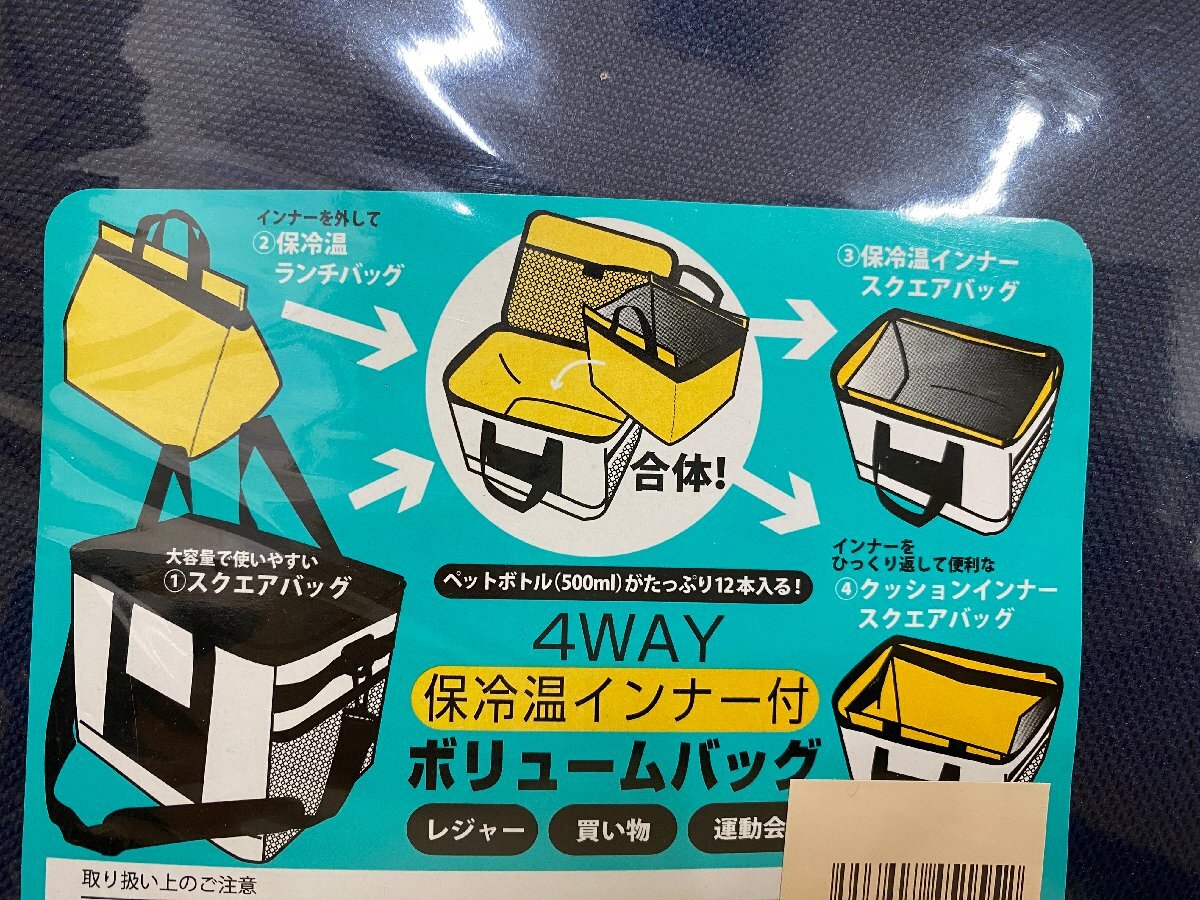 インナーを外して
②保冷温
ランチバッグ
③保冷温インナー
スクエアバッグ
合体!
大容量で使いやすい
①スクエアバッグ
インナーを
ひっくり返して便利な
④クッションインナー
スクエアバッグ
ペットボトル(500ml)がたっぷり12本入る!
4WAY
保冷温インナー付
ボリュームバッグ
レジャー
買い物
運動会
取り扱い上のご注意